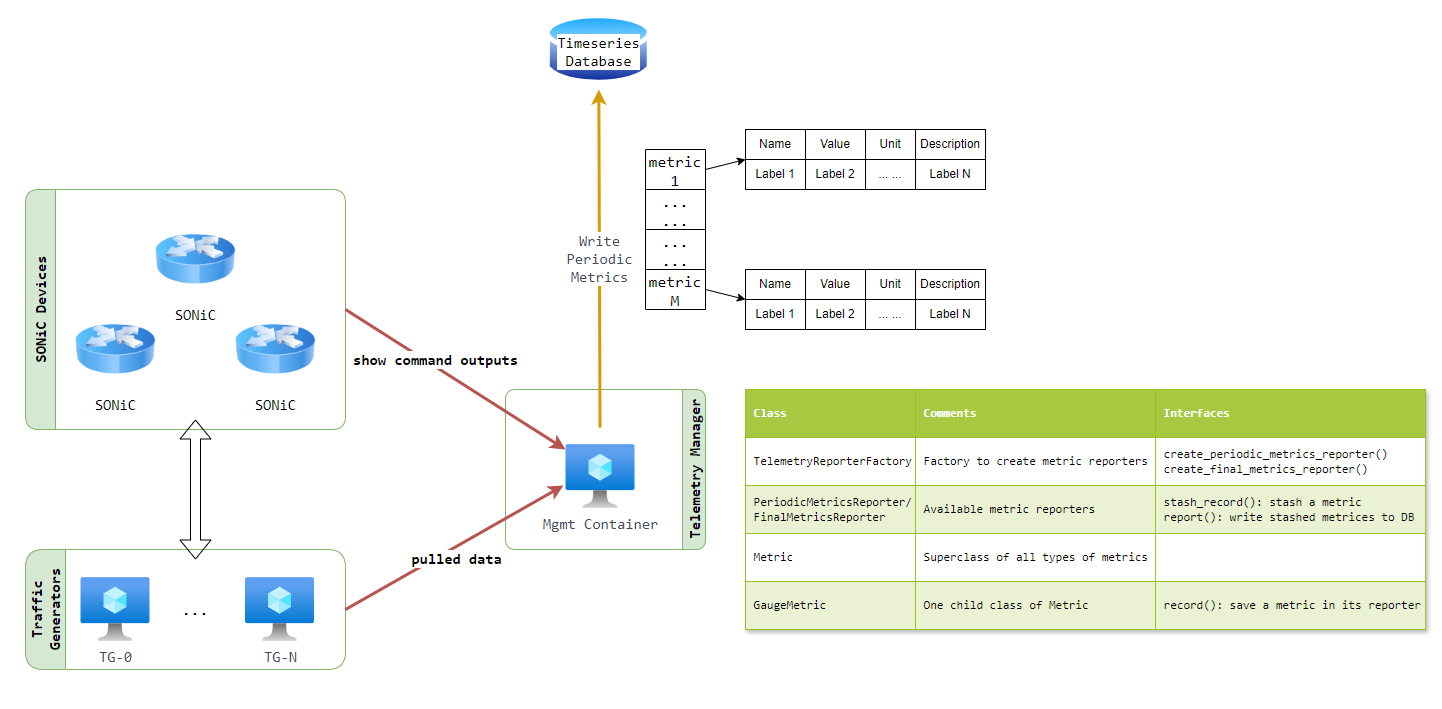 Timeseries
Database
Write
Periodic
Metrics
metric
1
... 
...
...
...
metric
M
Name Value Unit Description
Label 1 Label 2 ... ... Label N
Name Value Unit Description
Label 1 Label 2 ... ... Label N
SONiC Devices
SONiC
SONiC
SONiC
show command outputs
Telemetry Manager
Mgmt Container
pulled data
Traffic
Generators
...
TG-0
TG-N
Class Comments Interfaces
TelemetryReporterFactory Factory to create metric reporters create_periodic_metrics_reporter()
create_final_metrics_reporter()
PeriodicMetricsReporter/
FinalMetricsReporter
Available metric reporters
stash_record(): stash a metric
report(): write stashed metrices to DB
Metric Superclass of all types of metrics
GaugeMetric One child class of Metric record(): save a metric in its reporter